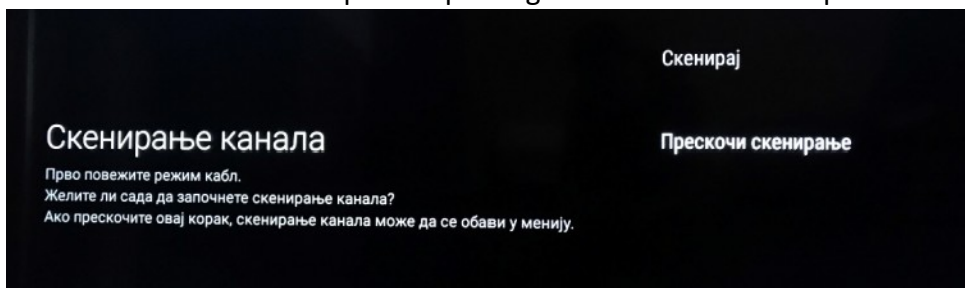 Скенирај
Скенирање канала
Прескочи скенирање
Прво повежите режим кабл.
Желите ли сада да започнете скенирање канала?
Ако прескочите овај корак, скенирање канала може да се обави у менију.